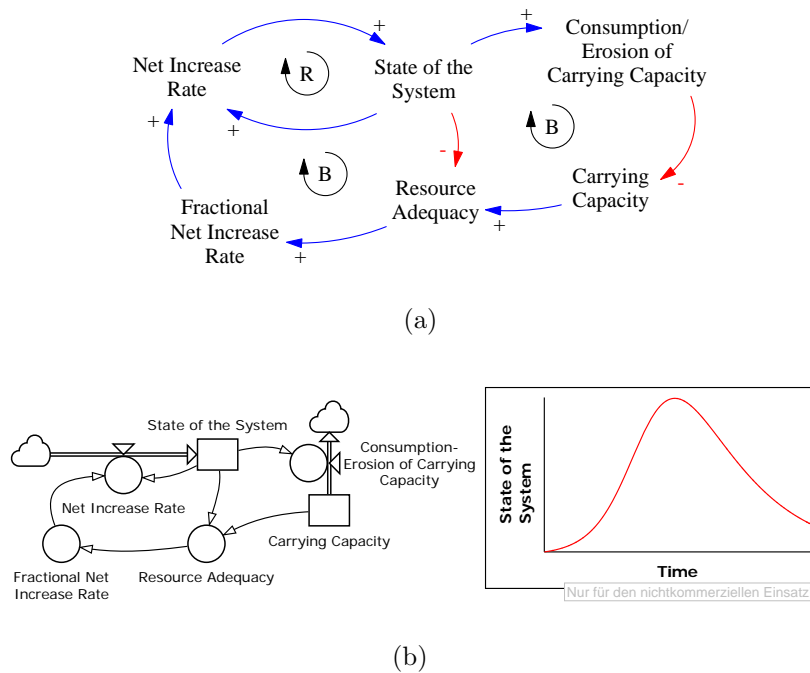 +
+
Consumption/
Erosion of
Carrying Capacity
Net Increase
Rate
R
State of the
System
+
+
B
-
B
Carrying
Capacity
-
Resource
Adequacy
Fractional
Net Increase
Rate
+
+
(a)
State of the System
Consumption-
Erosion of Carrying
Capacity
Net Increase Rate
Carrying Capacity
Fractional Net
Increase Rate
Resource Adequacy
State of the
System
Time
Nur für den nichtkommerziellen Einsatz
(b)